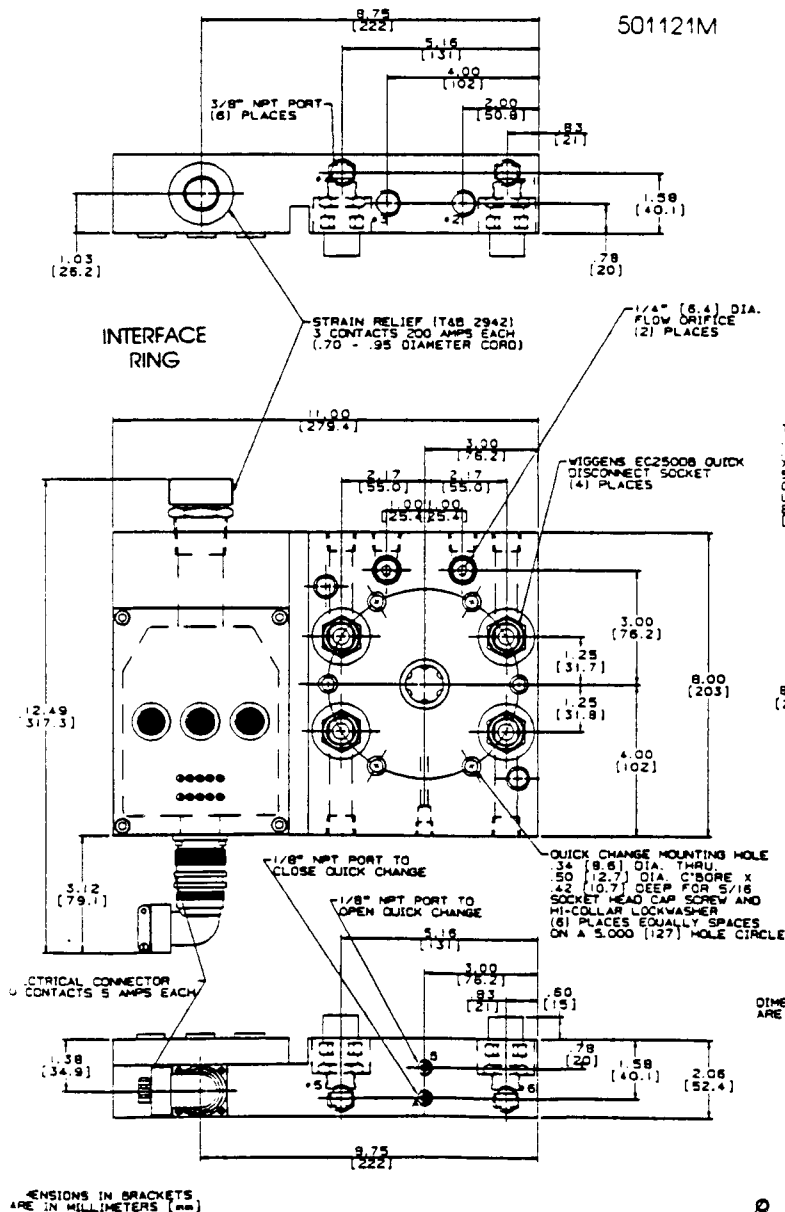 501121M
8.75
[222]
5.16
[131]
4.00
[102]
2.00
[50.8]
.83
[21]
3/8" NPT PORT
(6) PLACES
1.58
[40.1]
.78
[20]
1.03
[26.2]
INTERFACE
RING
STRAIN RELIEF (T&B 2942)
3 CONTACTS 200 AMPS EACH
(.70 - .95 DIAMETER CORD)
1/4" [6.4] DIA.
FLOW ORIFICE
(2) PLACES
11.00
[279.4]
3.00
[76.2]
2.17
[55.0]
2.17
[55.0]
1.00
[25.4]
1.00
[25.4]
WIGGENS EC2500B QUICK
DISCONNECT SOCKET
(4) PLACES
3.00
[76.2]
1.25
[31.7]
1.25
[31.8]
8.00
[203]
4.00
[102]
12.49
317.3]
3.12
[79.1]
1/8" NPT PORT TO
CLOSE QUICK CHANGE
1/8" NPT PORT TO
OPEN QUICK CHANGE
QUICK CHANGE MOUNTING HOLE
.34 [8.6] DIA. THRU.
.50 [12.7] DIA. C'BORE X
.42 [10.7] DEEP FOR 5/16
SOCKET HEAD CAP SCREW AND
HI-COLLAR LOCKWASHER
(6) PLACES EQUALLY SPACES
ON A 5.000 [127] HOLE CIRCLE
CTRICAL CONNECTOR
CONTACTS 5 AMPS EACH
5.16
[131]
3.00
[76.2]
.83
[21]
.60
[15]
DIME
ARE
1.38
[34.9]
.78
[20]
1.58
[40.1]
2.06
[52.4]
8.75
[222]
ENSIONS IN BRACKETS
ARE IN MILLIMETERS [mm]